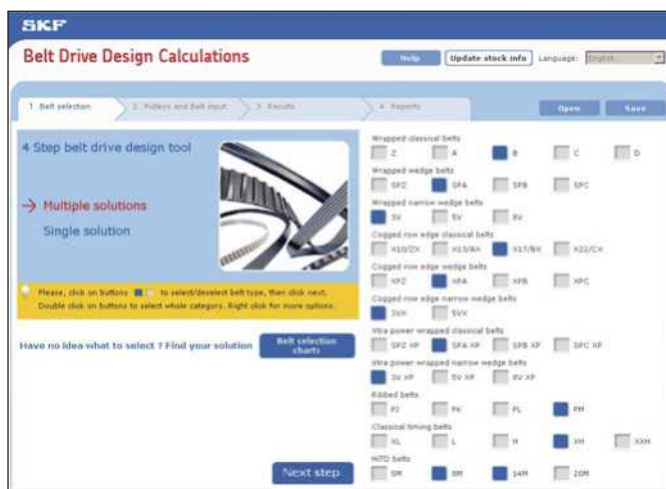 SKF
Belt Drive Design Calculations
Help
Update stock info
Language:
English
1 Belt selection
2 Pulleys and Belt input
3 Results
4 Reports
Open
Save
4 Step belt drive design tool
→ Multiple solutions
Single solution
Please, click on buttons to select/deselect belt type, then click next.
Double click on buttons to select whole category. Right click for more options.
Have no idea what to select ? Find your solution
Belt selection
charts
Next step
Wrapped classical belts
Z A B C D
Wrapped wedge belts
SPZ SPA SPB SPC
Wrapped narrow wedge belts
3V 5V 8V
Cogged row edge classical belts
X10/ZX X13/AX X17/BX X22/CX
Cogged row edge wedge belts
XPZ XPA XPB XPC
Cogged row edge narrow wedge belts
3VX 5VX
Xtra power wrapped classical belts
SPZ XP SPA XP SPB XP SPC XP
Xtra power wrapped narrow wedge belts
3V XP 5V XP 8V XP
Ribbed belts
PJ PK PL PM
Classical timing belts
XL L H XH XXH
HiTD belts
5M 8M 14M 20M